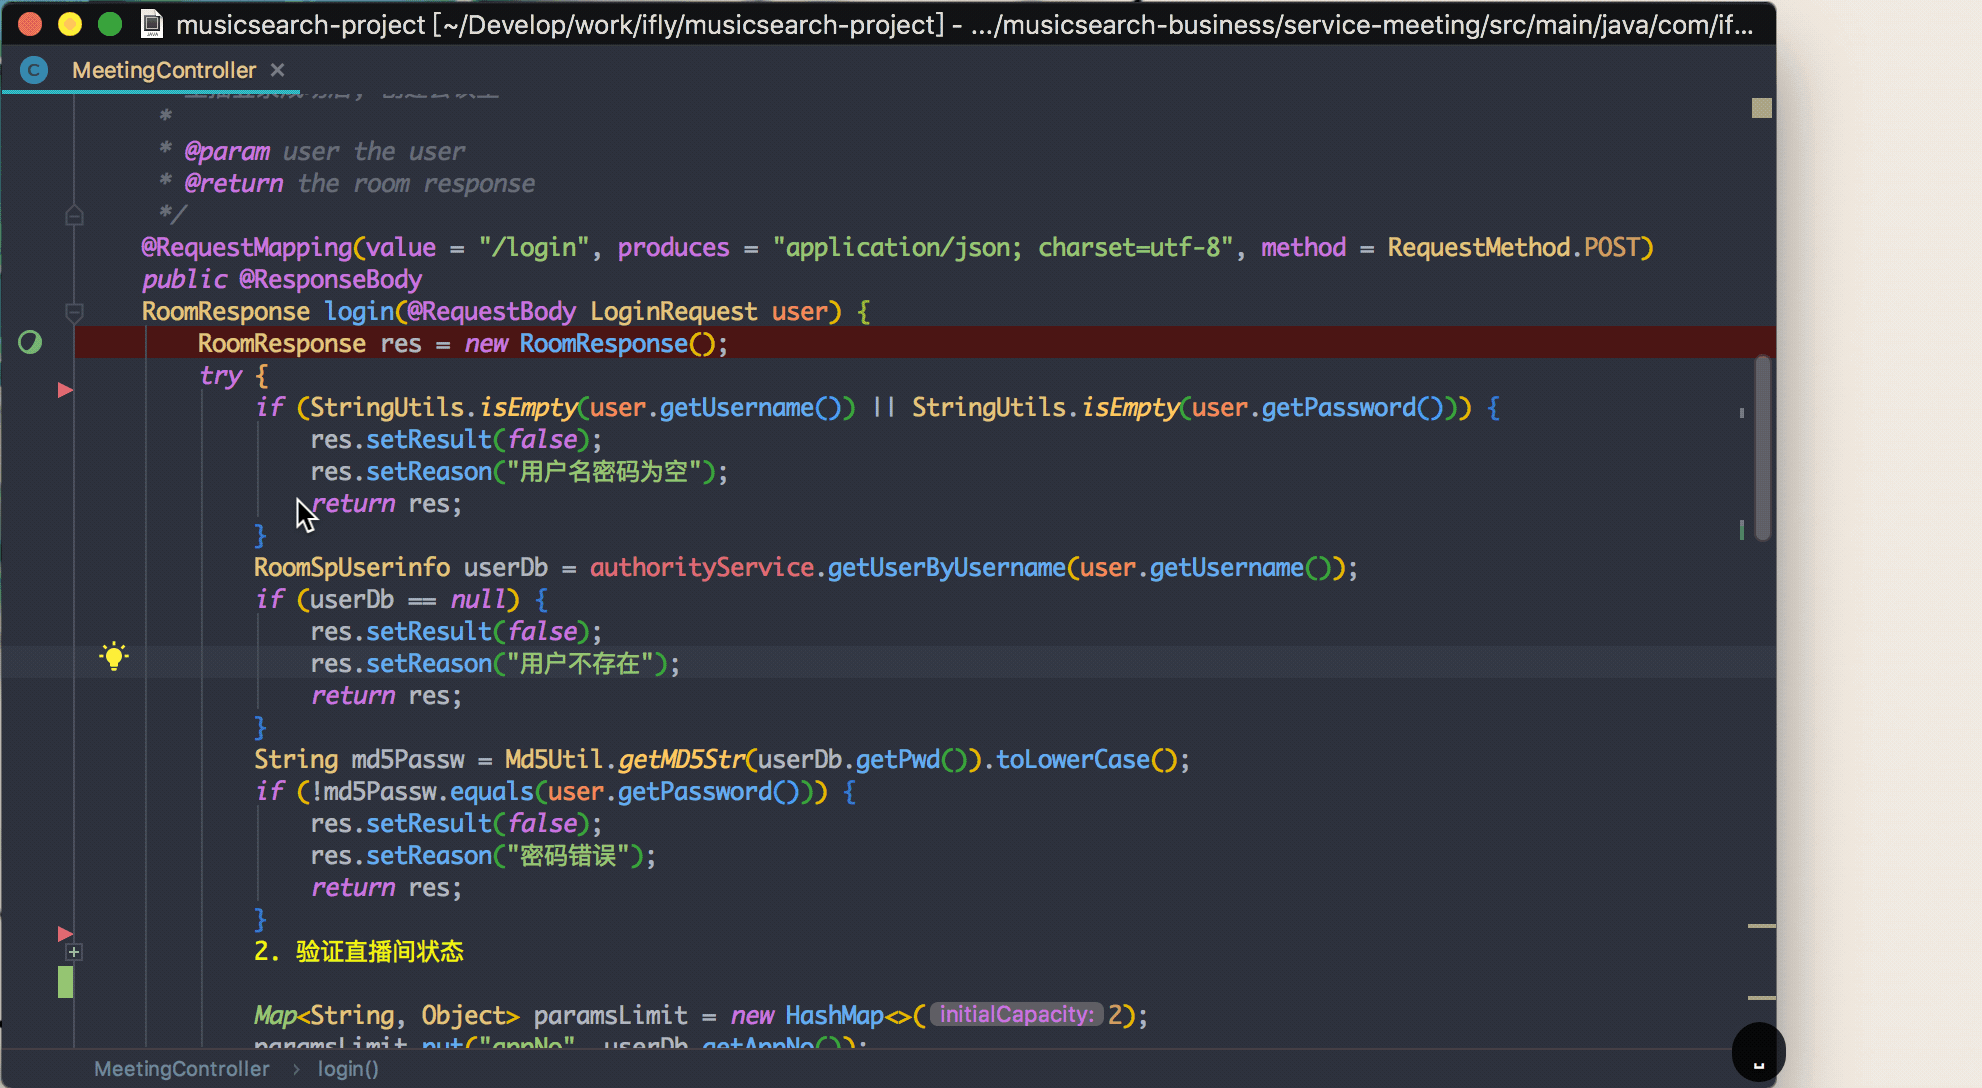 musicsearch-project [~/Develop/work/ifly/musicsearch-project] - .../musicsearch-business/service-meeting/src/main/java/com/if...
C MeetingController ×
*
* @param user the user
* @return the room response
*/
@RequestMapping(value = "/login", produces = "application/json; charset=utf-8", method = RequestMethod.POST)
public @ResponseBody
RoomResponse login(@RequestBody LoginRequest user) {
RoomResponse res = new RoomResponse();
try {
if (StringUtils.isEmpty(user.getUsername()) || StringUtils.isEmpty(user.getPassword())) {
res.setResult(false);
res.setReason("用户名密码为空");
return res;
}
RoomSpUserinfo userDb = authorityService.getUserByUsername(user.getUsername());
if (userDb == null) {
res.setResult(false);
res.setReason("用户不存在");
return res;
}
String md5Passw = Md5Util.getMD5Str(userDb.getPwd()).toLowerCase();
if (!md5Passw.equals(user.getPassword())) {
res.setResult(false);
res.setReason("密码错误");
return res;
}
2. 验证直播间状态
Map<String, Object> paramsLimit = new HashMap<>( initialCapacity: 2);
paramsLimit.put("appNo", userDb.getAppNo());
MeetingController > login()